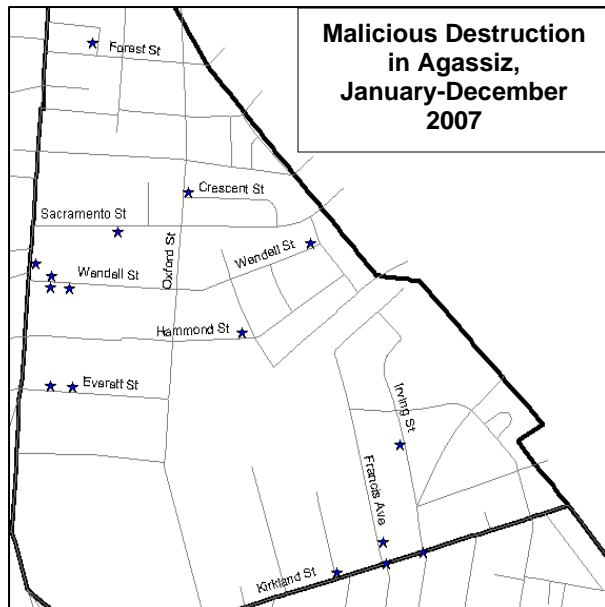 Malicious Destruction
in Agassiz,
January-December
2007
Forest St
Crescent St
Sacramento St
Oxford St
Wendell St
Wendell St
Hammond St
Everett St
Irving St
Francis Ave
Kirkland St